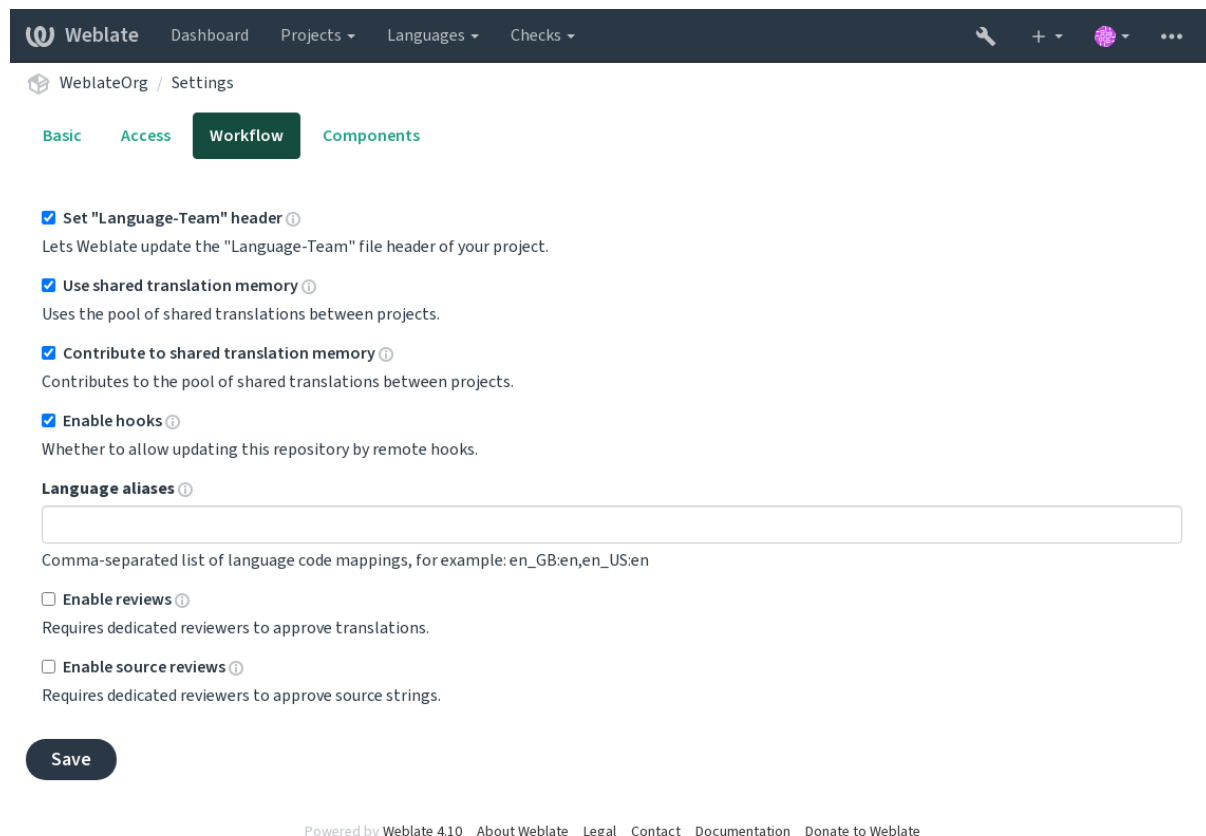 Weblate Dashboard Projects Languages Checks
WeblateOrg / Settings
Basic Access Workflow Components
Set "Language-Team" header
Lets Weblate update the "Language-Team" file header of your project.
Use shared translation memory
Uses the pool of shared translations between projects.
Contribute to shared translation memory
Contributes to the pool of shared translations between projects.
Enable hooks
Whether to allow updating this repository by remote hooks.
Language aliases
Comma-separated list of language code mappings, for example: en_GB:en,en_US:en
Enable reviews
Requires dedicated reviewers to approve translations.
Enable source reviews
Requires dedicated reviewers to approve source strings.
Save
Powered by Weblate 4.10 About Weblate Legal Contact Documentation Donate to Weblate